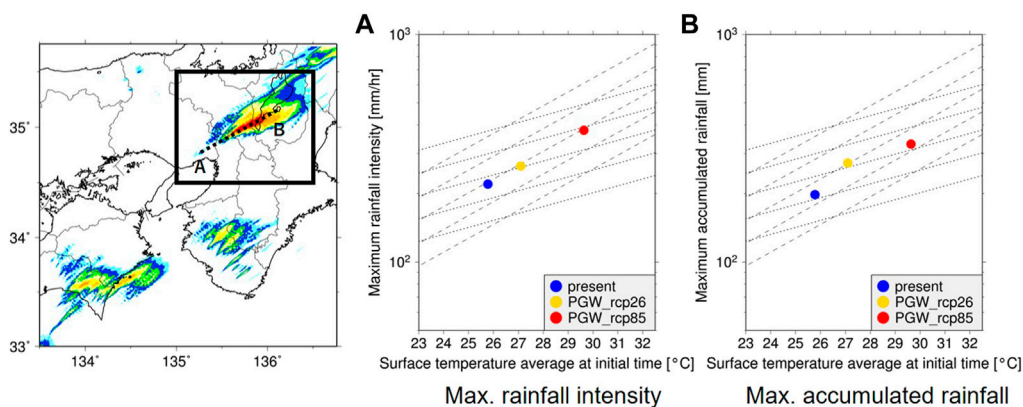 A
B
35°
34°
33°
134°
135°
136°
A
B
A
Maximum rainfall intensity [mm/hr]
10³
10²
present
PGW_rcp26
PGW_rcp85
23 24 25 26 27 28 29 30 31 32
Surface temperature average at initial time [°C]
Max. rainfall intensity
Maximum accumulated rainfall [mm]
10³
10²
present
PGW_rcp26
PGW_rcp85
23 24 25 26 27 28 29 30 31 32
Surface temperature average at initial time [°C]
Max. accumulated rainfall